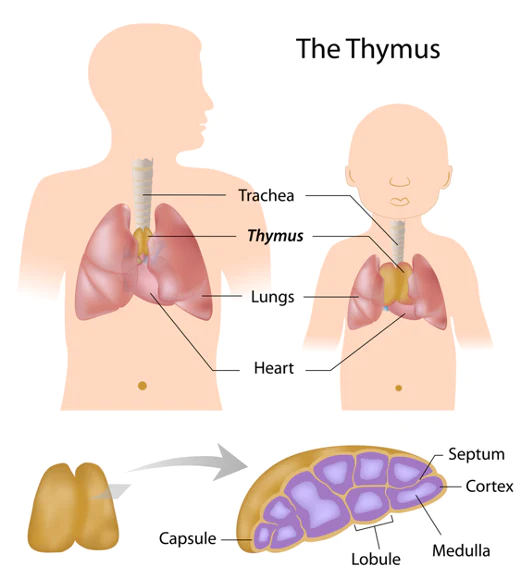 The Thymus
Trachea
Thymus
Lungs
Heart
Septum
Cortex
Capsule
Lobule
Medulla